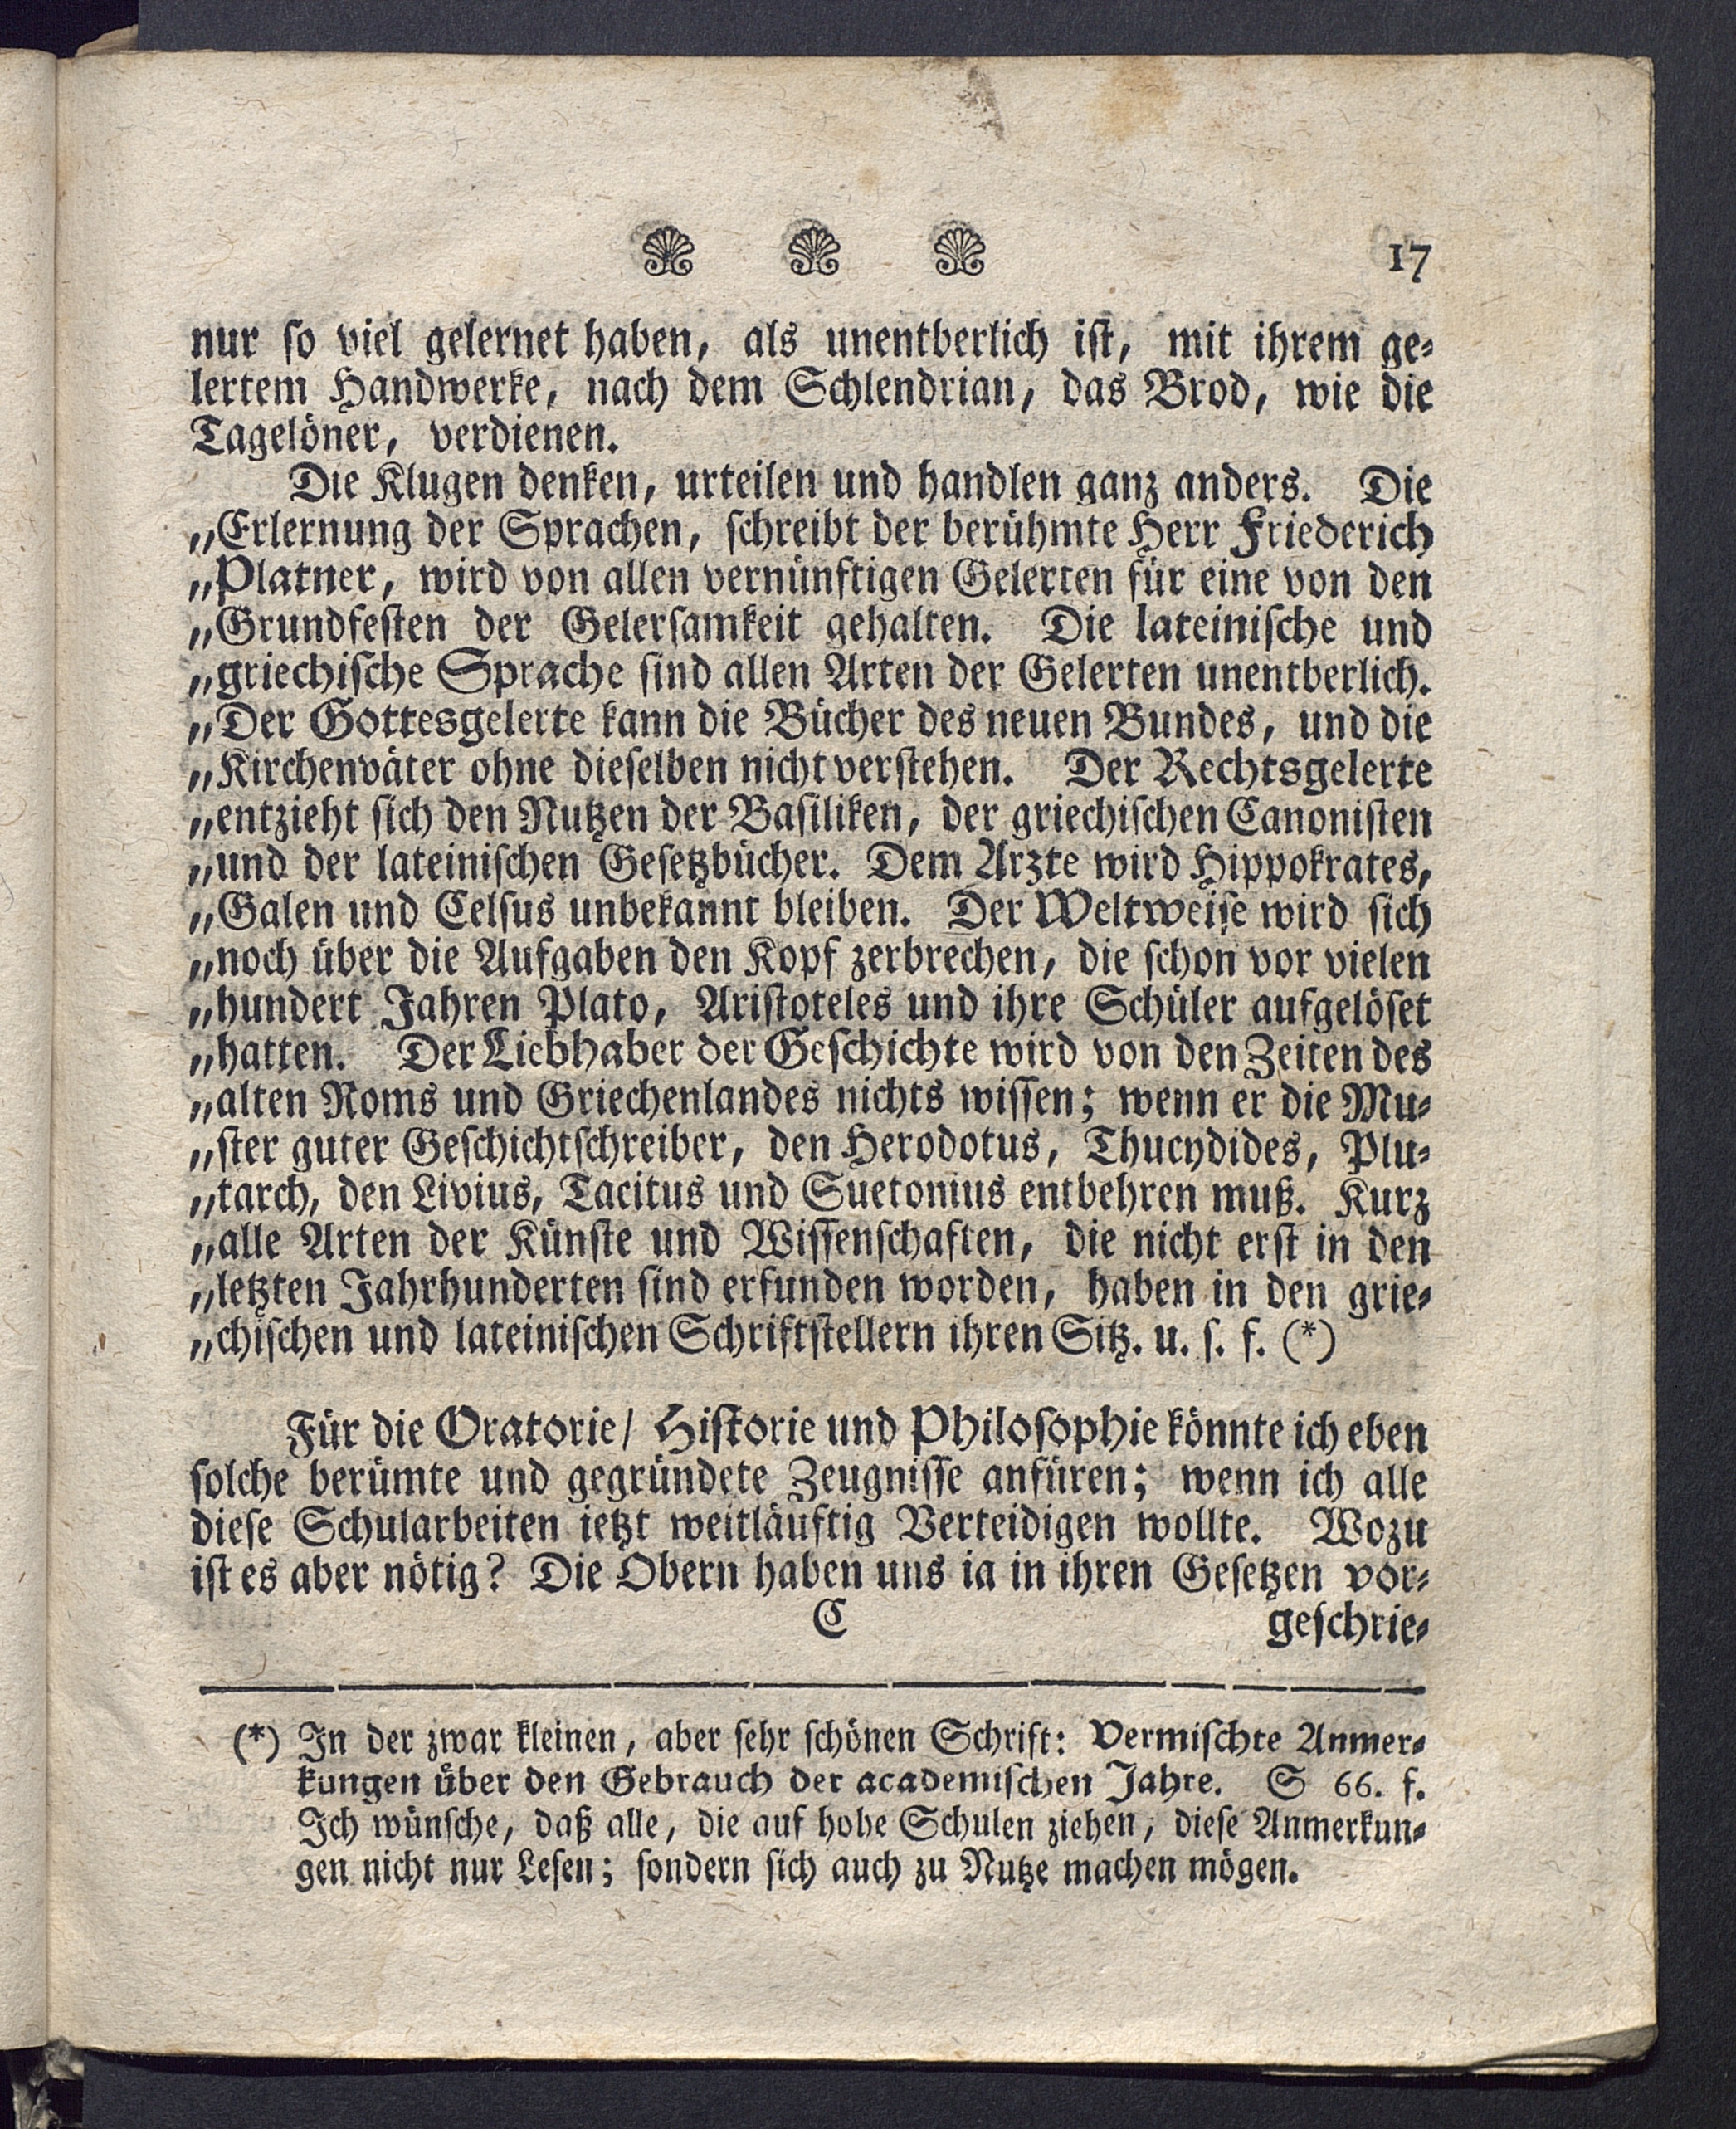 17
nur ſo viel gelernet haben, als unentberlich iſt, mit ihrem ge⸗
lertem Handwerke, nach dem Schlendrian, das Brod, wie die
Tagelöner, verdienen.
Die Klugen denken, urteilen und handlen ganz anders. Die
„Erlernung der Sprachen, ſchreibt der berühmte Herr Friederich
„Platner, wird von allen vernünftigen Gelerten für eine von den
„Grundfeſten der Gelerſamkeit gehalten. Die lateiniſche und
„griechiſche Sprache ſind allen Arten der Gelerten unentberlich.
„Der Gottesgelerte kann die Bücher des neuen Bundes, und die
„Kirchenväter ohne dieſelben nicht verſtehen. Der Rechtsgelerte
„entzieht ſich den Nutzen der Baſiliken, der griechiſchen Canoniſten
„und der lateiniſchen Geſetzbücher. Dem Arzte wird Hippokrates,
„Galen und Celſus unbekannt bleiben. Der Weltweiſe wird ſich
„noch über die Aufgaben den Kopf zerbrechen, die ſchon vor vielen
„hundert Jahren Plato, Ariſtoteles und ihre Schüler aufgelöſet
„hatten. Der Liebhaber der Geſchichte wird von den Zeiten des
„alten Roms und Griechenlandes nichts wiſſen; wenn er die Mu⸗
„ſter guter Geſchichtſchreiber, den Herodotus, Thucydides, Plu⸗
„tarch, den Livius, Tacitus und Suetonius entbehren muß. Kurz
„alle Arten der Künſte und Wiſſenſchaften, die nicht erſt in den
„letzten Jahrhunderten ſind erfunden worden, haben in den grie⸗
„chiſchen und lateiniſchen Schriftſtellern ihren Sitz. u. ſ. f. (*)
Für die Oratorie/ Hiſtorie und Philoſophie könnte ich eben
ſolche berümte und gegründete Zeugniſſe anfüren; wenn ich alle
dieſe Schularbeiten ietzt weitläuftig Verteidigen wollte. Wozu
iſt es aber nötig? Die Obern haben uns ia in ihren Geſetzen vor⸗
C geſchrie⸗
(*) In der zwar kleinen, aber ſehr ſchönen Schrift: Vermiſchte Anmer⸗
kungen über den Gebrauch der academiſchen Jahre. S 66. f.
Ich wünſche, daß alle, die auf hohe Schulen ziehen, dieſe Anmerkun⸗
gen nicht nur Leſen; ſondern ſich auch zu Nutze machen mögen.